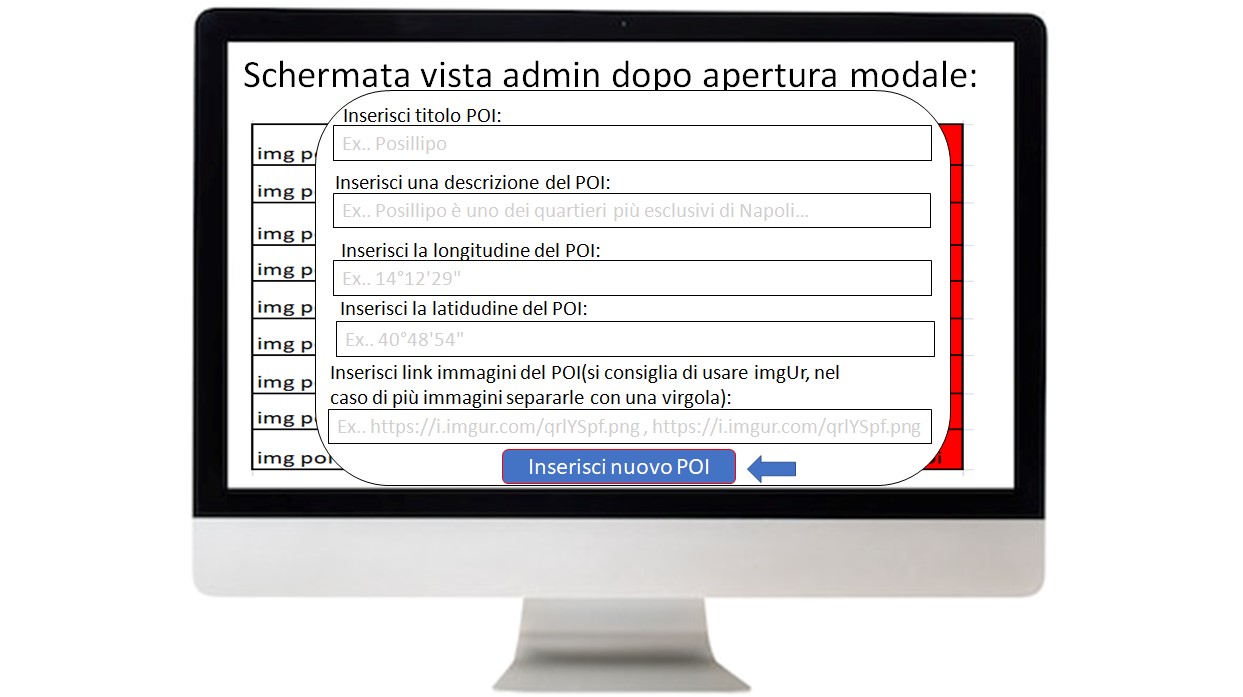 Schermata vista admin dopo apertura modale:
Inserisci titolo POI:
Ex.. Posillipo
Inserisci una descrizione del POI:
Ex.. Posillipo è uno dei quartieri più esclusivi di Napoli...
Inserisci la longitudine del POI:
Ex.. 14°12'29"
Inserisci la latidudine del POI:
Ex.. 40°48'54"
Inserisci link immagini del POI(si consiglia di usare imgUr, nel
caso di più immagini separarle con una virgola):
Ex.. https://i.imgur.com/qrlYSpf.png , https://i.imgur.com/qrlYSpf.png
Inserisci nuovo POI
img
img
img
img
img
img
img
img
img poi